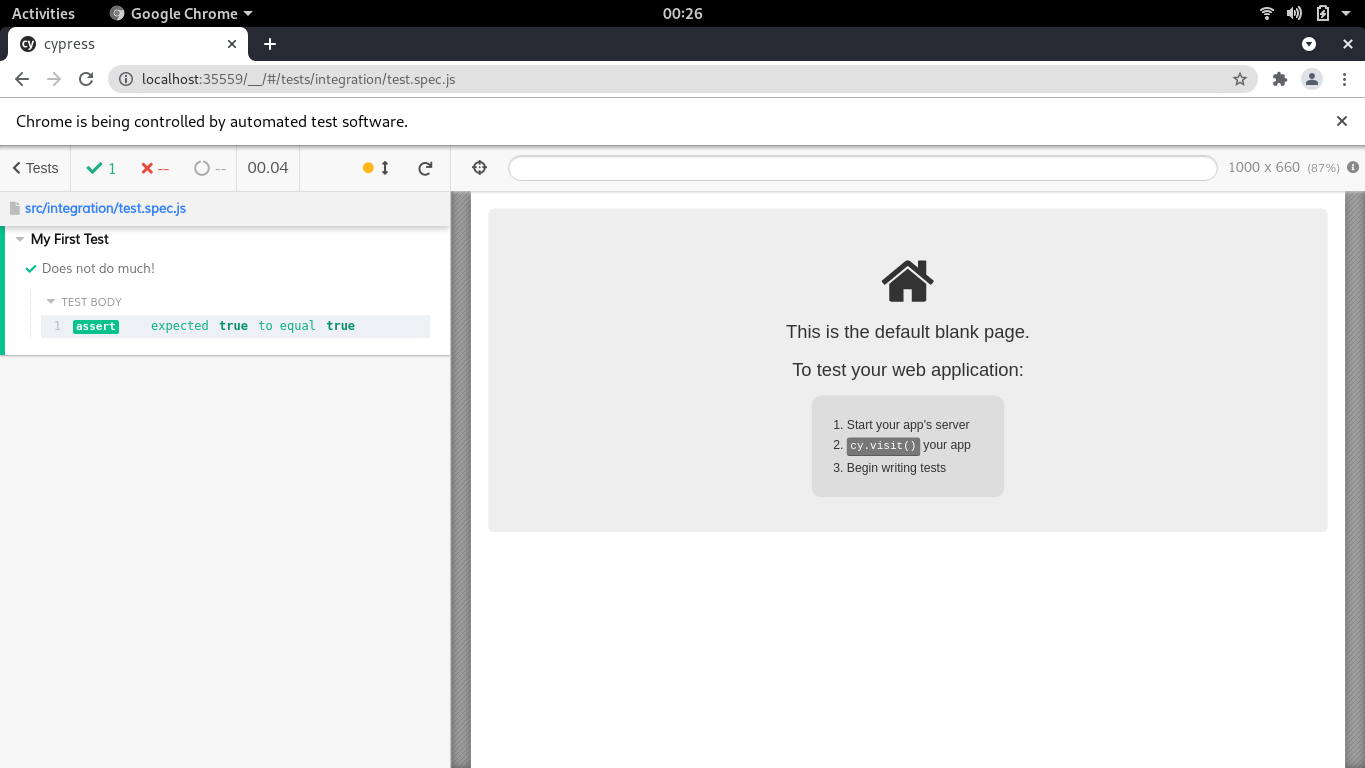 Activities Google Chrome 00:26
cypress
localhost:35559/__/#/tests/integration/test.spec.js
Chrome is being controlled by automated test software.
Tests 1 -- -- 00.04 1000 x 660 (87%)
src/integration/test.spec.js
My First Test
Does not do much!
TEST BODY
1 assert expected true to equal true
This is the default blank page.
To test your web application:
1. Start your app's server
2. cy.visit() your app
3. Begin writing tests